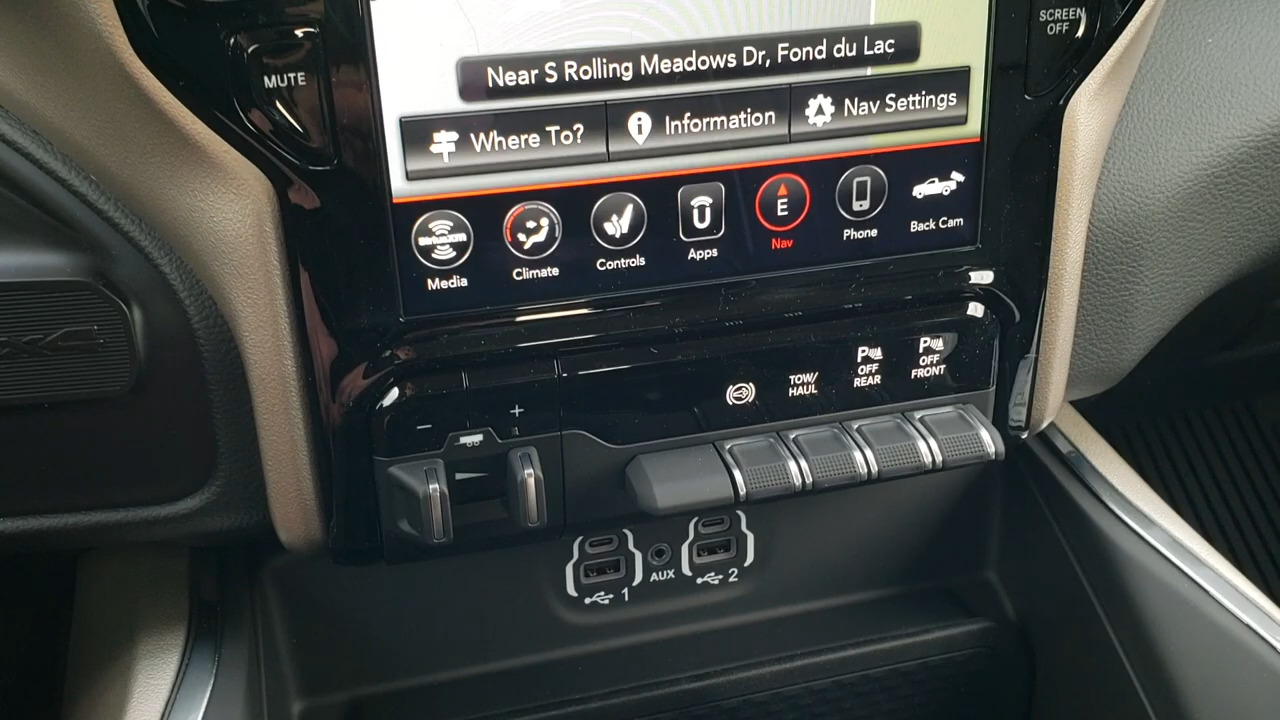 MUTE
SCREEN
OFF
Near S Rolling Meadows Dr, Fond du Lac
Where To?
Information
Nav Settings
siriusxm
E
Media
Climate
Controls
Apps
Nav
Phone
Back Cam
TOW/
HAUL
P
OFF
REAR
P
OFF
FRONT
- +
1
AUX
2